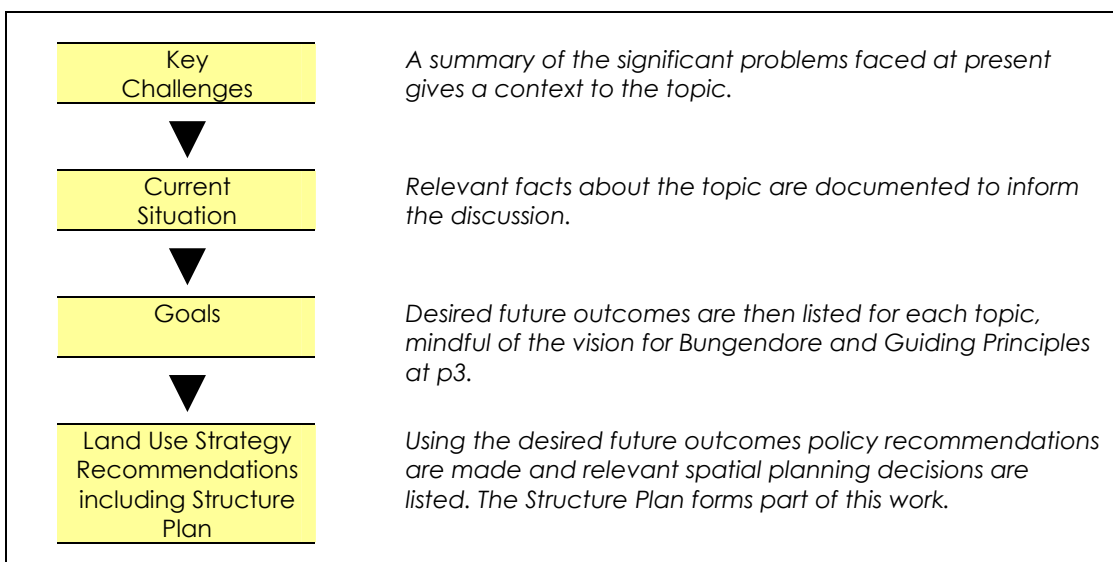 Key
Challenges
A summary of the significant problems faced at present
gives a context to the topic.
Current
Situation
Relevant facts about the topic are documented to inform
the discussion.
Goals
Desired future outcomes are then listed for each topic,
mindful of the vision for Bungendore and Guiding Principles
at p3.
Land Use Strategy
Recommendations
including Structure
Plan
Using the desired future outcomes policy recommendations
are made and relevant spatial planning decisions are
listed. The Structure Plan forms part of this work.